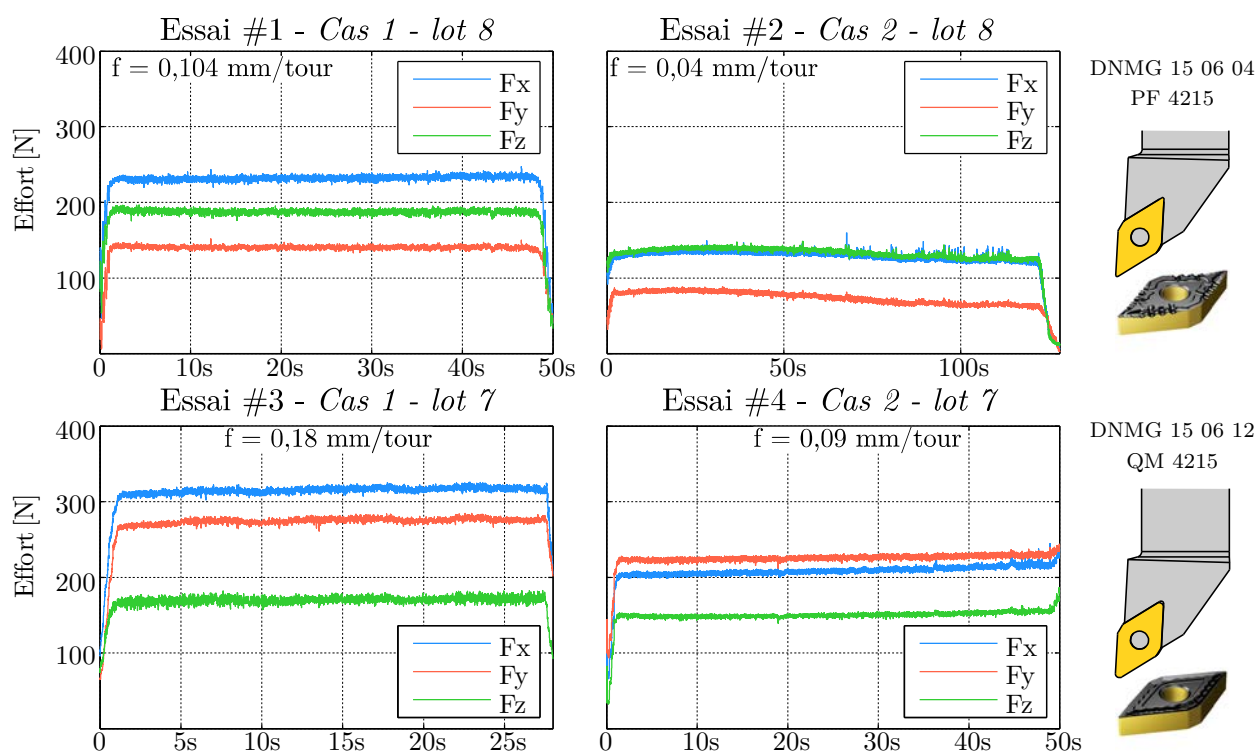 Essai #1 - Cas 1 - lot 8
f = 0,104 mm/tour
Effort [N]
400
300
200
100
Fx
Fy
Fz
0
10s
20s
30s
40s
50s
Essai #2 - Cas 2 - lot 8
f = 0,04 mm/tour
Fx
Fy
Fz
0
50s
100s
DNMG 15 06 04
PF 4215
Essai #3 - Cas 1 - lot 7
f = 0,18 mm/tour
Effort [N]
400
300
200
100
Fx
Fy
Fz
0
5s
10s
15s
20s
25s
Essai #4 - Cas 2 - lot 7
f = 0,09 mm/tour
Fx
Fy
Fz
0
10s
20s
30s
40s
50s
DNMG 15 06 12
QM 4215